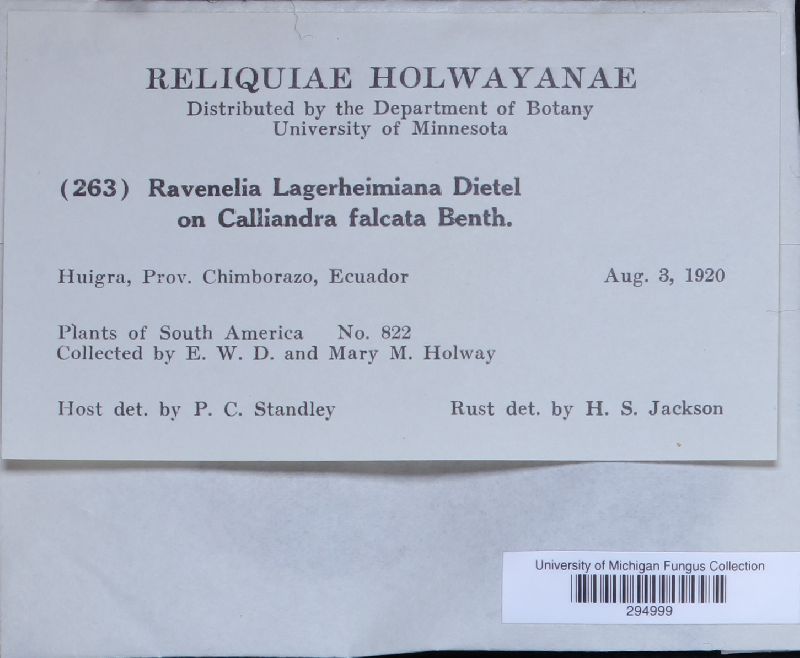 RELIQUIAE HOLWAYANAE
Distributed by the Department of Botany
University of Minnesota
(263) Ravenelia Lagerheimiana Dietel
on Calliandra falcata Benth.
Huigra, Prov. Chimborazo, Ecuador Aug. 3, 1920
Plants of South America No. 822
Collected by E. W. D. and Mary M. Holway
Host det. by P. C. Standley Rust det. by H. S. Jackson
University of Michigan Fungus Collection
294999